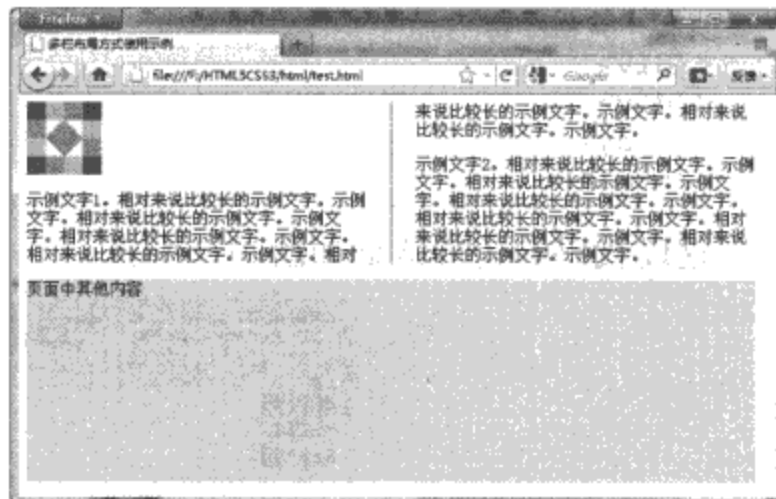 Firefox
多栏布局方式使用示例
file:///F:/HTML5CSS3/html/test.html
Google
示例文字1。相对来说比较长的示例文字。示例
文字。相对来说比较长的示例文字。示例文
字。相对来说比较长的示例文字。示例文字。
相对来说比较长的示例文字。示例文字。相对
来说比较长的示例文字。示例文字。相对来说
比较长的示例文字。示例文字。
示例文字2。相对来说比较长的示例文字。示例
文字。相对来说比较长的示例文字。示例文
字。相对来说比较长的示例文字。示例文字。
相对来说比较长的示例文字。示例文字。相对
来说比较长的示例文字。示例文字。相对来说
比较长的示例文字。示例文字。
页面中其他内容